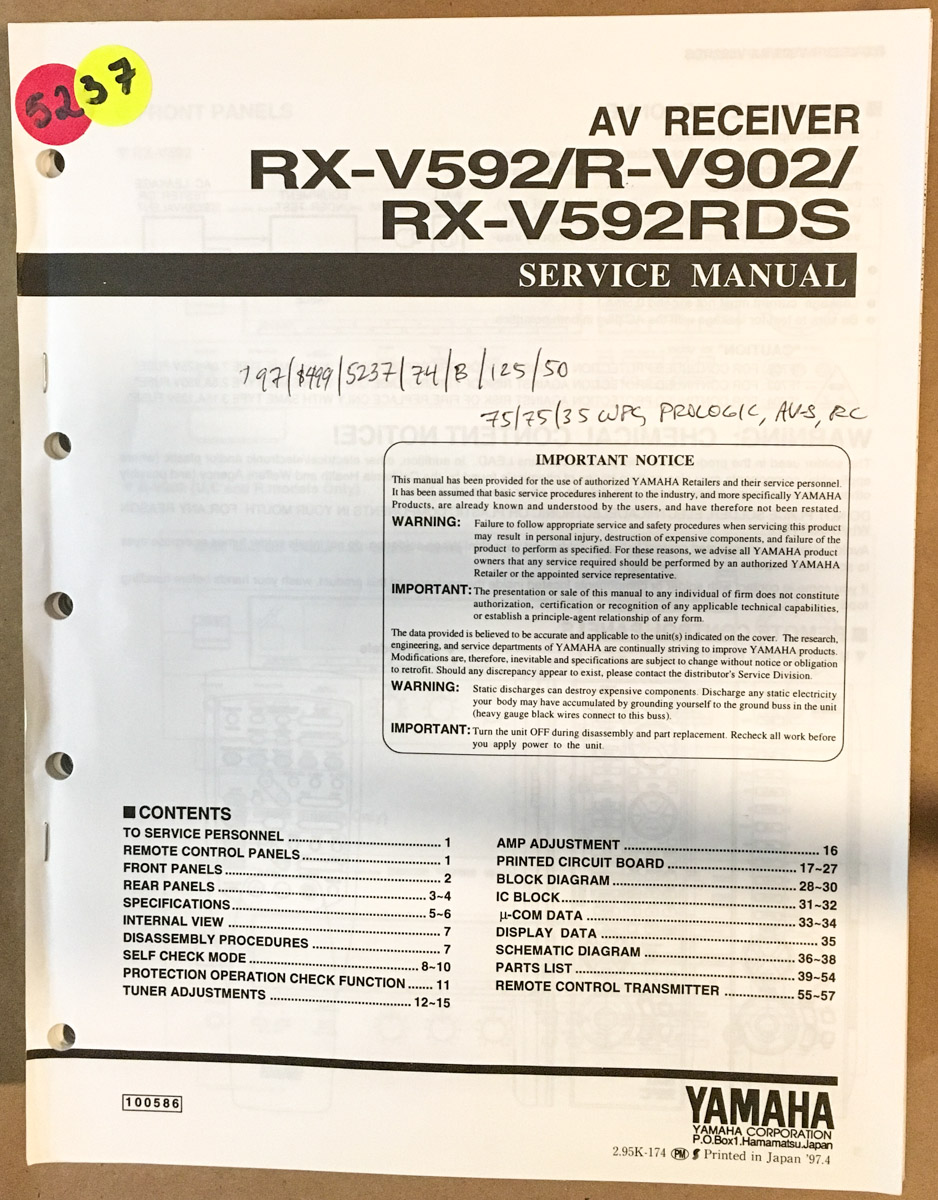 5237
AV RECEIVER
RX-V592/R-V902/
RX-V592RDS
SERVICE MANUAL
197/$499/5237/74/B/125/50
75/75/35 WPC, PROLOGIC, AV-S, RC
IMPORTANT NOTICE
This manual has been provided for the use of authorized YAMAHA Retailers and their service personnel.
It has been assumed that basic service procedures inherent to the industry, and more specifically YAMAHA
Products, are already known and understood by the users, and have therefore not been restated.
WARNING: Failure to follow appropriate service and safety procedures when servicing this product
may result in personal injury, destruction of expensive components, and failure of the
product to perform as specified. For these reasons, we advise all YAMAHA product
owners that any service required should be performed by an authorized YAMAHA
Retailer or the appointed service representative.
IMPORTANT: The presentation or sale of this manual to any individual of firm does not constitute
authorization, certification or recognition of any applicable technical capabilities,
or establish a principle-agent relationship of any form.
The data provided is believed to be accurate and applicable to the unit(s) indicated on the cover. The research,
engineering, and service departments of YAMAHA are continually striving to improve YAMAHA products.
Modifications are, therefore, inevitable and specifications are subject to change without notice or obligation
to retrofit. Should any discrepancy appear to exist, please contact the distributor's Service Division.
WARNING: Static discharges can destroy expensive components. Discharge any static electricity
your body may have accumulated by grounding yourself to the ground buss in the unit
(heavy gauge black wires connect to this buss).
IMPORTANT: Turn the unit OFF during disassembly and part replacement. Recheck all work before
you apply power to the unit.
■ CONTENTS
TO SERVICE PERSONNEL ........ 1
REMOTE CONTROL PANELS ........ 1
FRONT PANELS ........ 2
REAR PANELS ........ 3~4
SPECIFICATIONS ........ 5~6
INTERNAL VIEW ........ 7
DISASSEMBLY PROCEDURES ........ 7
SELF CHECK MODE ........ 8~10
PROTECTION OPERATION CHECK FUNCTION ....... 11
TUNER ADJUSTMENTS ........ 12~15
AMP ADJUSTMENT ........ 16
PRINTED CIRCUIT BOARD ........ 17~27
BLOCK DIAGRAM ........ 28~30
IC BLOCK ........ 31~32
μ-COM DATA ........ 33~34
DISPLAY DATA ........ 35
SCHEMATIC DIAGRAM ........ 36~38
PARTS LIST ........ 39~54
REMOTE CONTROL TRANSMITTER ........ 55~57
100586
YAMAHA
YAMAHA CORPORATION
P.O.Box1.Hamamatsu.Japan
2.95K-174 PM Printed in Japan '97.4